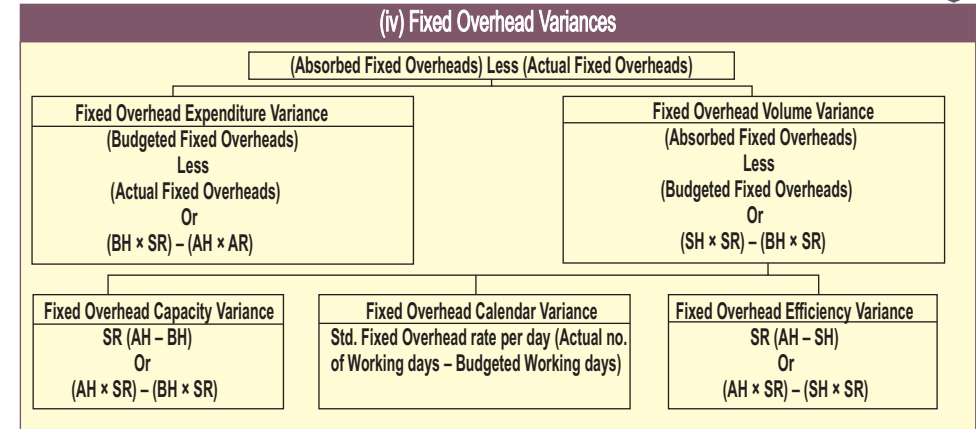 (iv) Fixed Overhead Variances
(Absorbed Fixed Overheads) Less (Actual Fixed Overheads)
Fixed Overhead Expenditure Variance
(Budgeted Fixed Overheads)
Less
(Actual Fixed Overheads)
Or
(BH × SR) – (AH × AR)
Fixed Overhead Volume Variance
(Absorbed Fixed Overheads)
Less
(Budgeted Fixed Overheads)
Or
(SH × SR) – (BH × SR)
Fixed Overhead Capacity Variance
SR (AH – BH)
Or
(AH × SR) – (BH × SR)
Fixed Overhead Calendar Variance
Std. Fixed Overhead rate per day (Actual no.
of Working days – Budgeted Working days)
Fixed Overhead Efficiency Variance
SR (AH – SH)
Or
(AH × SR) – (SH × SR)